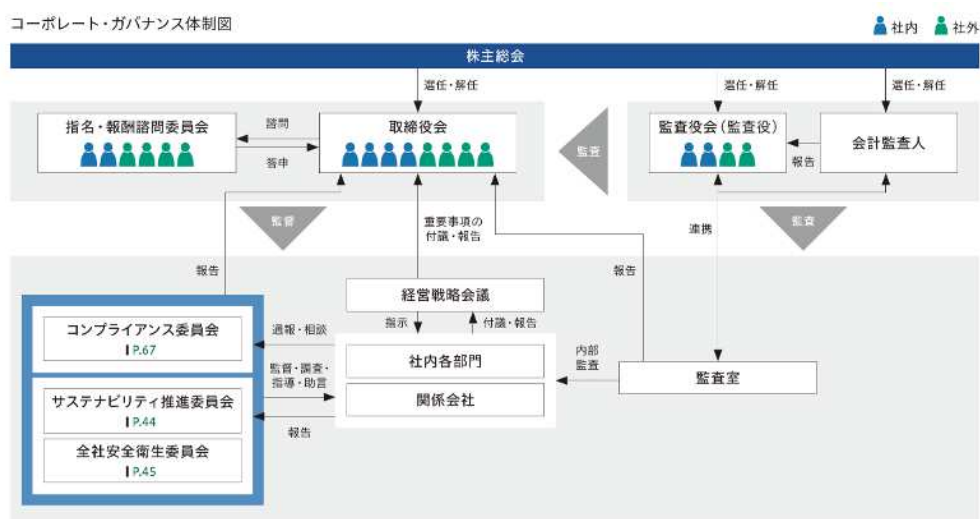 コーポレート・ガバナンス体制図
社内
社外
株主総会
選任・解任
選任・解任
選任・解任
指名・報酬諮問委員会
諮問
答申
取締役会
監査
監査役会(監査役)
報告
会計監査人
監督
重要事項の
付議・報告
連携
監査
報告
報告
経営戦略会議
指示
付議・報告
コンプライアンス委員会
P.67
通報・相談
社内各部門
内部
監査
監査室
監督・調査・
指導・助言
関係会社
サステナビリティ推進委員会
P.44
報告
全社安全衛生委員会
P.45